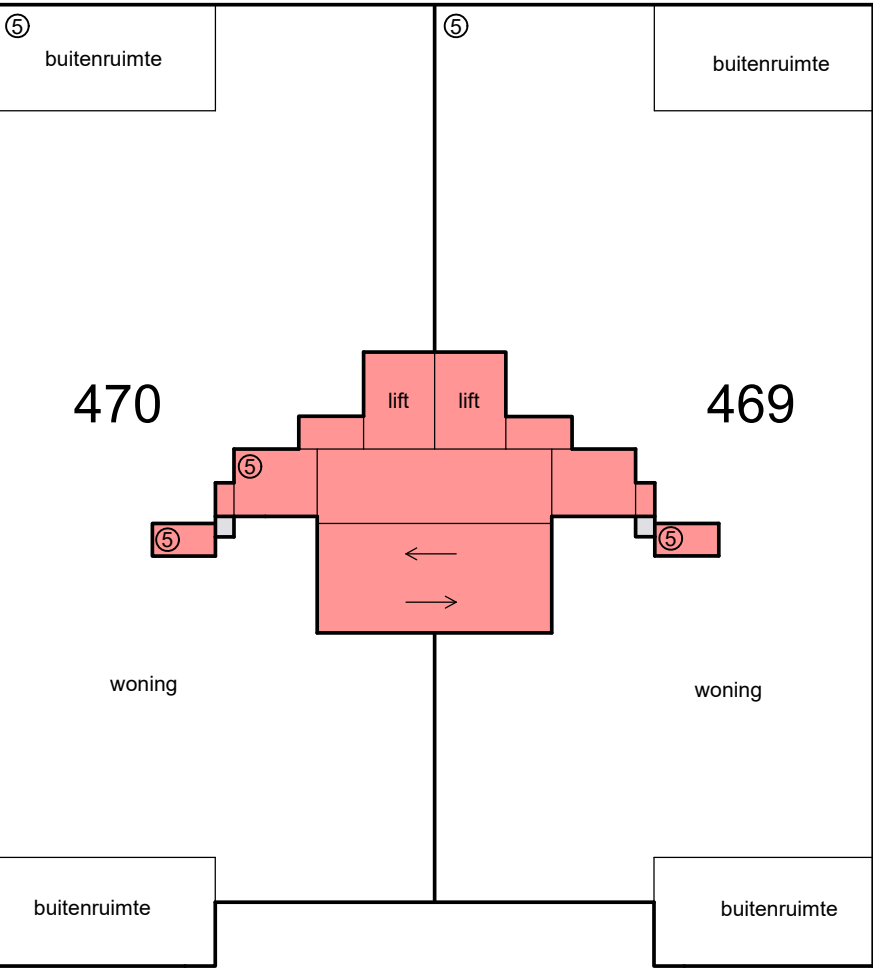 ⑤ ⑤
buitenruimte buitenruimte
470 lift lift 469
⑤
⑤ ⑤
woning woning
buitenruimte buitenruimte